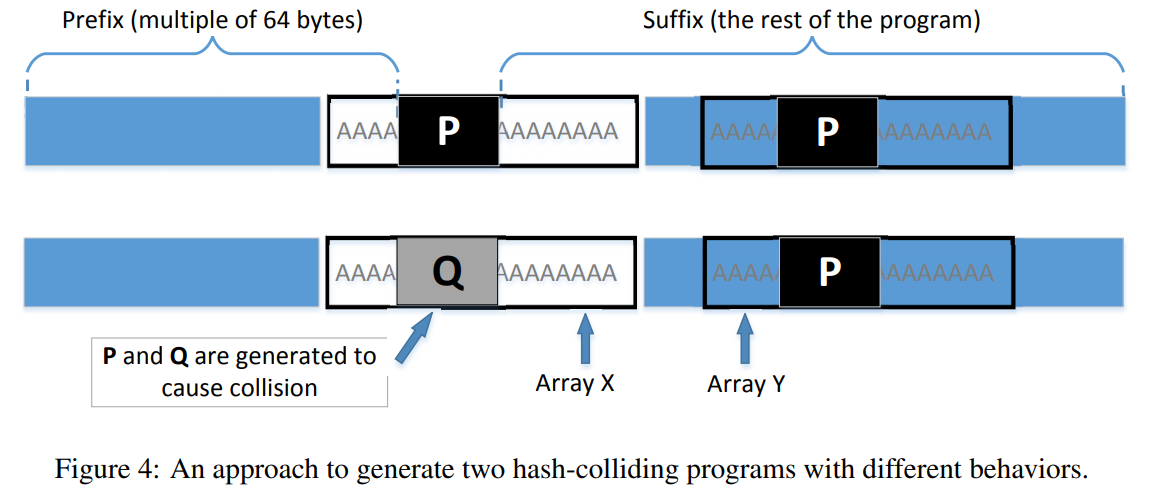 Prefix (multiple of 64 bytes) Suffix (the rest of the program)
AAAA P AAAAAAAA AAAA P AAAAAAAA
AAAA Q AAAAAAAA AAAA P AAAAAAAA
P and Q are generated to
cause collision
Array X Array Y
Figure 4: An approach to generate two hash-colliding programs with different behaviors.